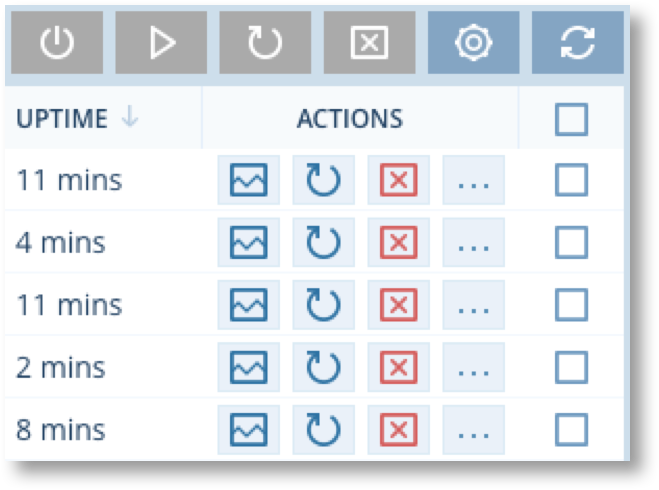 UPTIME ACTIONS
11 mins ...
4 mins ...
11 mins ...
2 mins ...
8 mins ...